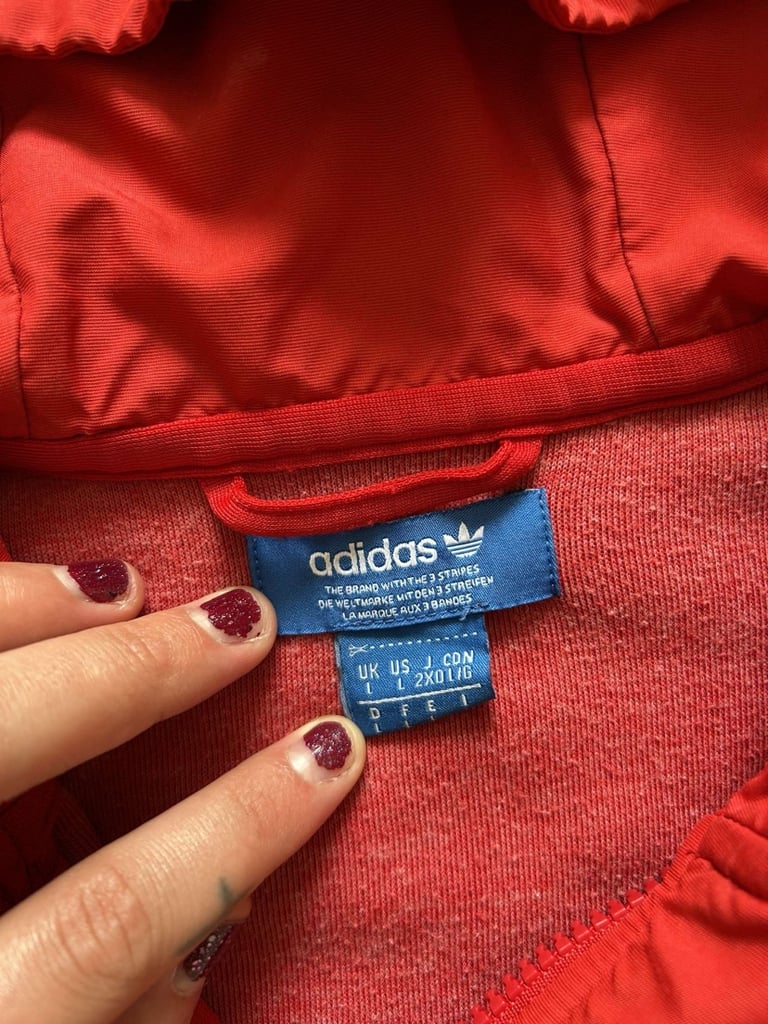 adidas
THE BRAND WITH THE 3 STRIPES
DIE WELTMARKE MIT DEN 3 STREIFEN
LA MARQUE AUX 3 BANDES
UK US J CDN
L L 2XO L/G
D F E I